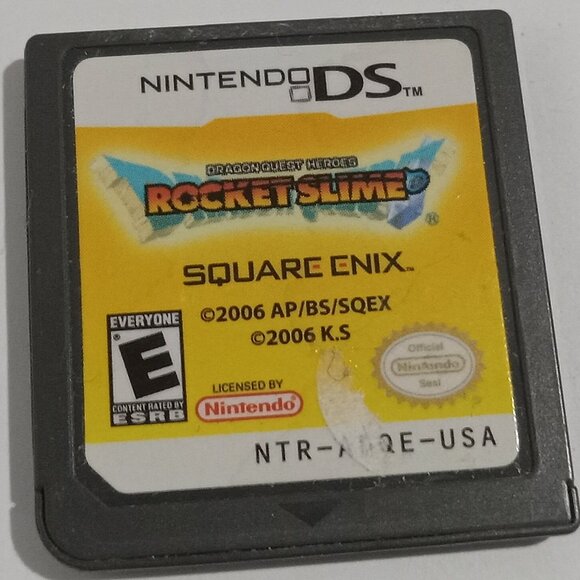 NINTENDO DS™
DRAGON QUEST HEROES
ROCKET SLIME
®
SQUARE ENIX™
©2006 AP/BS/SQEX
©2006 K.S
EVERYONE
E
CONTENT RATED BY
ESRB
LICENSED BY
Nintendo
Official
Nintendo
Seal